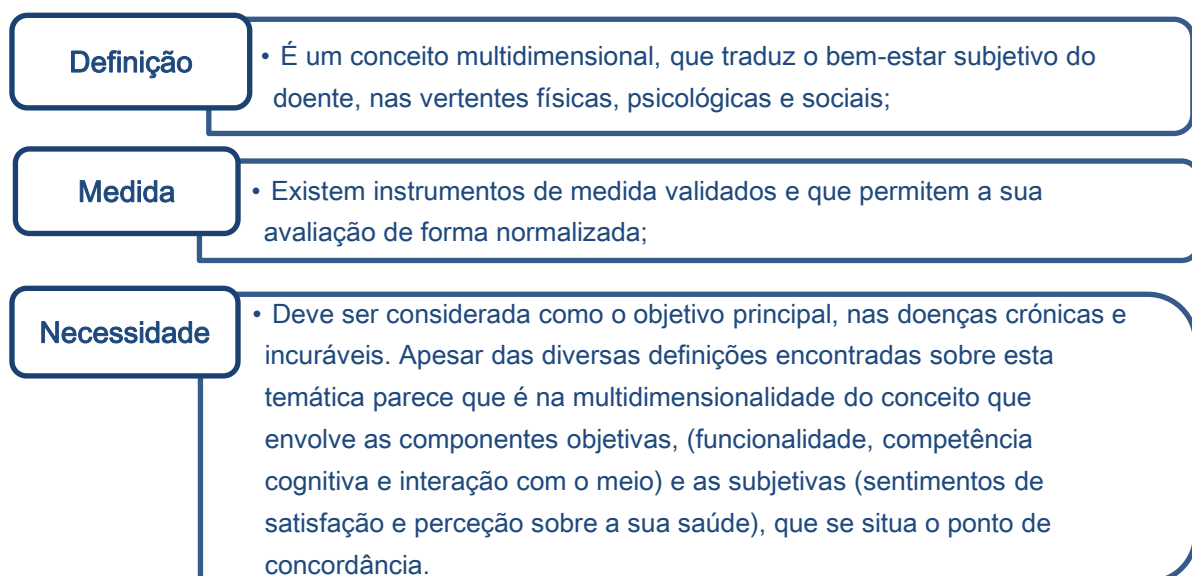 Definição
• É um conceito multidimensional, que traduz o bem-estar subjetivo do
doente, nas vertentes físicas, psicológicas e sociais;
Medida
• Existem instrumentos de medida validados e que permitem a sua
avaliação de forma normalizada;
Necessidade
• Deve ser considerada como o objetivo principal, nas doenças crónicas e
incuráveis. Apesar das diversas definições encontradas sobre esta
temática parece que é na multidimensionalidade do conceito que
envolve as componentes objetivas, (funcionalidade, competência
cognitiva e interação com o meio) e as subjetivas (sentimentos de
satisfação e perceção sobre a sua saúde), que se situa o ponto de
concordância.